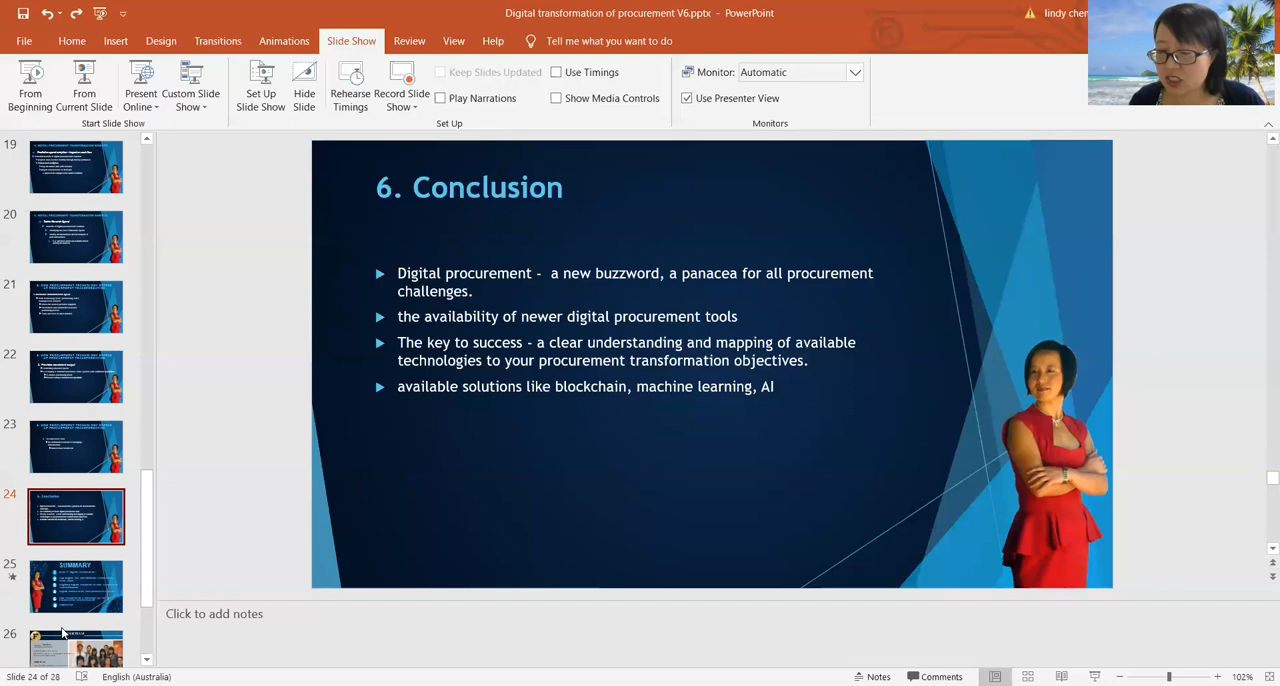 Digital transformation of procurement V6.pptx - PowerPoint
lindy chen
File Home Insert Design Transitions Animations Slide Show Review View Help Tell me what you want to do
From Beginning
From Current Slide
Present Online
Custom Slide Show
Set Up Slide Show
Hide Slide
Rehearse Timings
Record Slide Show
Keep Slides Updated
Play Narrations
Use Timings
Show Media Controls
Monitor: Automatic
Use Presenter View
Start Slide Show
Set Up
Monitors
19
20
21
22
23
24
6. Conclusion
25
SUMMARY
26
6. Conclusion
Digital procurement - a new buzzword, a panacea for all procurement
challenges.
the availability of newer digital procurement tools
The key to success - a clear understanding and mapping of available
technologies to your procurement transformation objectives.
available solutions like blockchain, machine learning, AI
Click to add notes
Slide 24 of 28 English (Australia) Notes Comments 102%